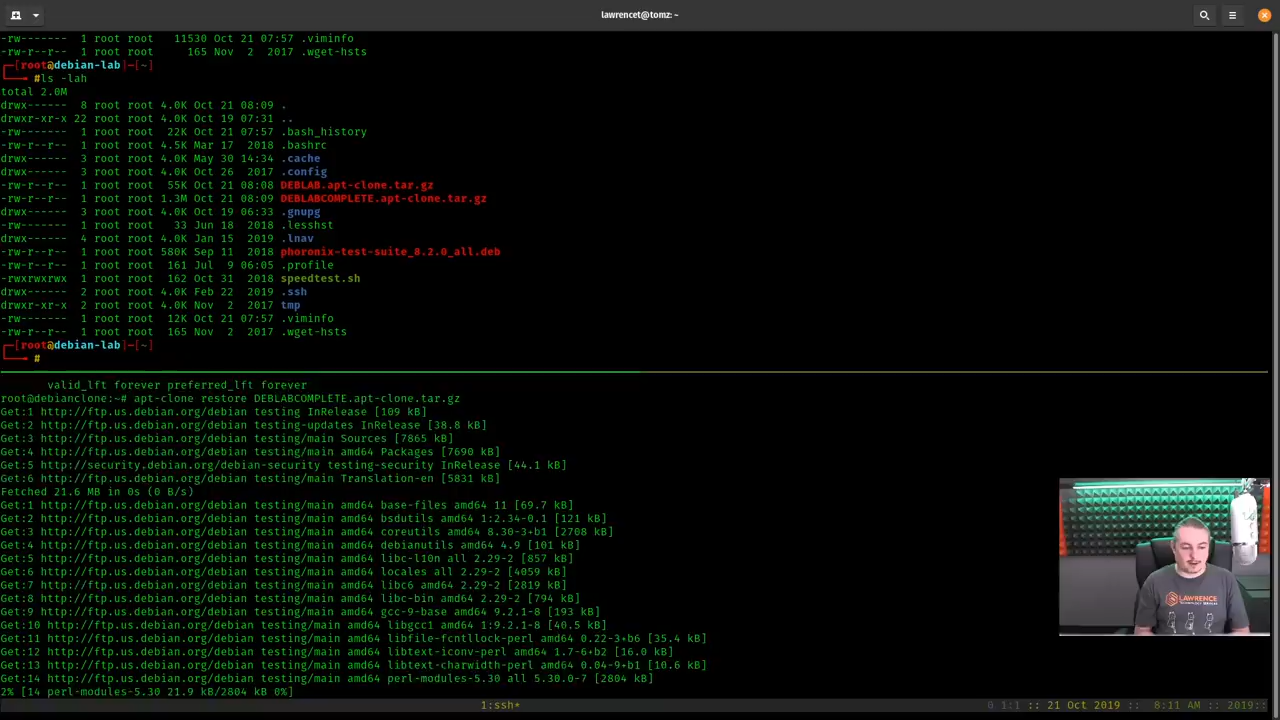 lawrencet@tomz: ~
-rw------- 1 root root 11530 Oct 21 07:57 .viminfo
-rw-r--r-- 1 root root 165 Nov 2 2017 .wget-hsts
[root@debian-lab]-[~]
#ls -lah
total 2.0M
drwx------ 8 root root 4.0K Oct 21 08:09 .
drwxr-xr-x 22 root root 4.0K Oct 19 07:31 ..
-rw------- 1 root root 22K Oct 21 07:57 .bash_history
-rw-r--r-- 1 root root 4.5K Mar 17 2018 .bashrc
drwx------ 3 root root 4.0K May 30 14:34 .cache
drwx------ 3 root root 4.0K Oct 26 2017 .config
-rw-r--r-- 1 root root 55K Oct 21 08:08 DEBLAB.apt-clone.tar.gz
-rw-r--r-- 1 root root 1.3M Oct 21 08:09 DEBLABCOMPLETE.apt-clone.tar.gz
drwx------ 3 root root 4.0K Oct 19 06:33 .gnupg
-rw------- 1 root root 33 Jun 18 2018 .lesshst
drwx------ 4 root root 4.0K Jan 15 2019 .lnav
-rw-r--r-- 1 root root 580K Sep 11 2018 phoronix-test-suite_8.2.0_all.deb
-rw-r--r-- 1 root root 161 Jul 9 06:05 .profile
-rwxrwxrwx 1 root root 162 Oct 31 2018 speedtest.sh
drwx------ 2 root root 4.0K Feb 22 2019 .ssh
drwxr-xr-x 2 root root 4.0K Nov 2 2017 tmp
-rw------- 1 root root 12K Oct 21 07:57 .viminfo
-rw-r--r-- 1 root root 165 Nov 2 2017 .wget-hsts
[root@debian-lab]-[~]
#
valid_lft forever preferred_lft forever
root@debianclone:~# apt-clone restore DEBLABCOMPLETE.apt-clone.tar.gz
Get:1 http://ftp.us.debian.org/debian testing InRelease [109 kB]
Get:2 http://ftp.us.debian.org/debian testing-updates InRelease [38.8 kB]
Get:3 http://ftp.us.debian.org/debian testing/main Sources [7865 kB]
Get:4 http://ftp.us.debian.org/debian testing/main amd64 Packages [7690 kB]
Get:5 http://security.debian.org/debian-security testing-security InRelease [44.1 kB]
Get:6 http://ftp.us.debian.org/debian testing/main Translation-en [5831 kB]
Fetched 21.6 MB in 0s (0 B/s)
Get:1 http://ftp.us.debian.org/debian testing/main amd64 base-files amd64 11 [69.7 kB]
Get:2 http://ftp.us.debian.org/debian testing/main amd64 bsdutils amd64 1:2.34-0.1 [121 kB]
Get:3 http://ftp.us.debian.org/debian testing/main amd64 coreutils amd64 8.30-3+b1 [2708 kB]
Get:4 http://ftp.us.debian.org/debian testing/main amd64 debianutils amd64 4.9 [101 kB]
Get:5 http://ftp.us.debian.org/debian testing/main amd64 libc-l10n all 2.29-2 [857 kB]
Get:6 http://ftp.us.debian.org/debian testing/main amd64 locales all 2.29-2 [4059 kB]
Get:7 http://ftp.us.debian.org/debian testing/main amd64 libc6 amd64 2.29-2 [2819 kB]
Get:8 http://ftp.us.debian.org/debian testing/main amd64 libc-bin amd64 2.29-2 [794 kB]
Get:9 http://ftp.us.debian.org/debian testing/main amd64 gcc-9-base amd64 9.2.1-8 [193 kB]
Get:10 http://ftp.us.debian.org/debian testing/main amd64 libgcc1 amd64 1:9.2.1-8 [40.5 kB]
Get:11 http://ftp.us.debian.org/debian testing/main amd64 libfile-fcntllock-perl amd64 0.22-3+b6 [35.4 kB]
Get:12 http://ftp.us.debian.org/debian testing/main amd64 libtext-iconv-perl amd64 1.7-6+b2 [16.0 kB]
Get:13 http://ftp.us.debian.org/debian testing/main amd64 libtext-charwidth-perl amd64 0.04-9+b1 [10.6 kB]
Get:14 http://ftp.us.debian.org/debian testing/main amd64 perl-modules-5.30 all 5.30.0-7 [2804 kB]
2% [14 perl-modules-5.30 21.9 kB/2804 kB 0%]
LAWRENCE
1:ssh*
0 1:1 :: 21 Oct 2019 :: 8:11 AM :: 2019::